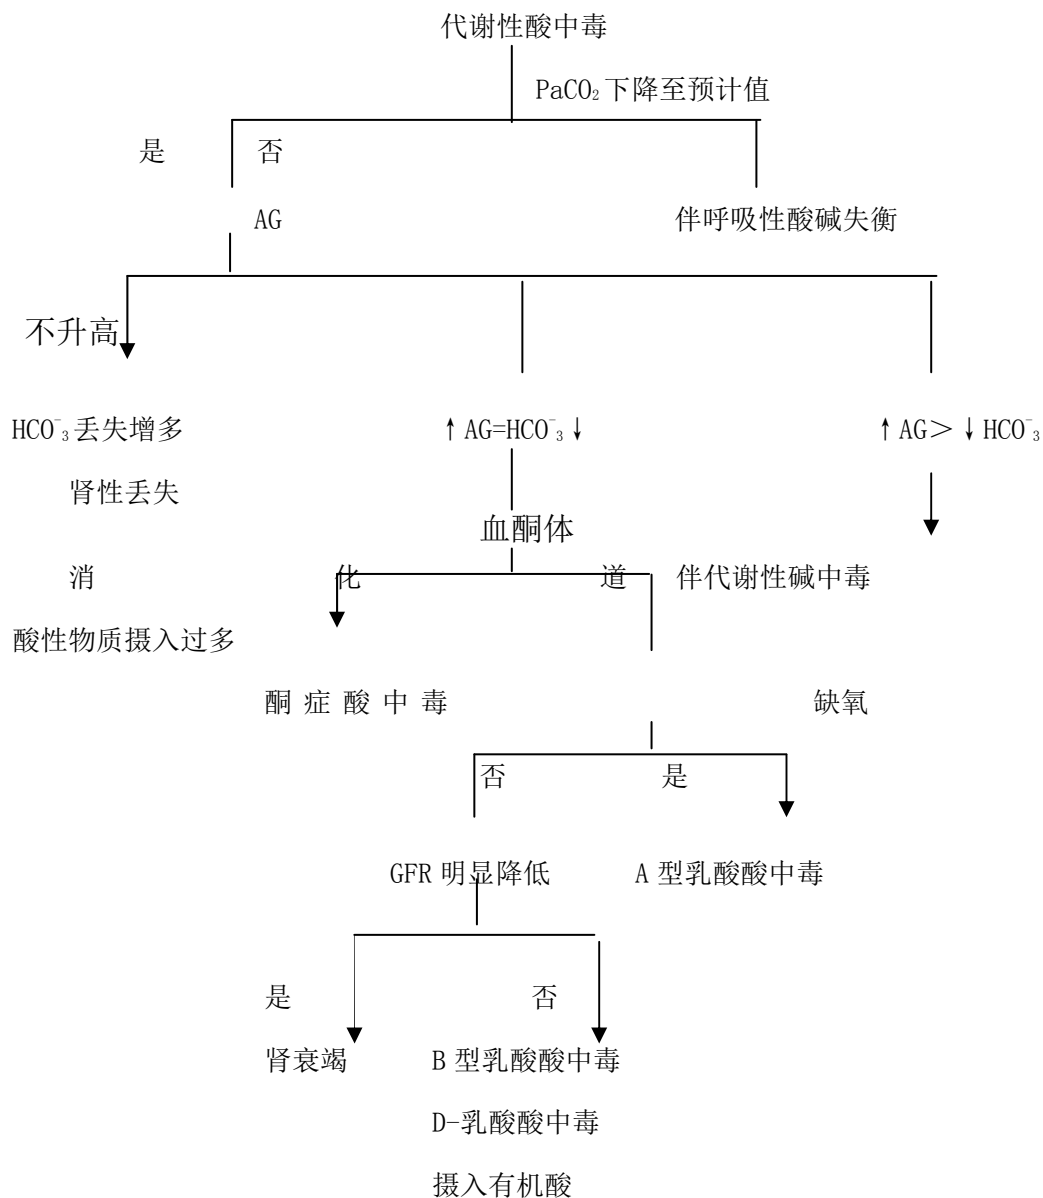 代谢性酸中毒
PaCO₂下降至预计值
是 否
AG 伴呼吸性酸碱失衡
不升高
HCO⁻₃丢失增多 ↑AG=HCO⁻₃↓ ↑AG＞↓HCO⁻₃
肾性丢失
血酮体
消 化 道 伴代谢性碱中毒
酸性物质摄入过多
酮症酸中毒 缺氧
否 是
GFR明显降低 A型乳酸酸中毒
是 否
肾衰竭 B型乳酸酸中毒
D-乳酸酸中毒
摄入有机酸